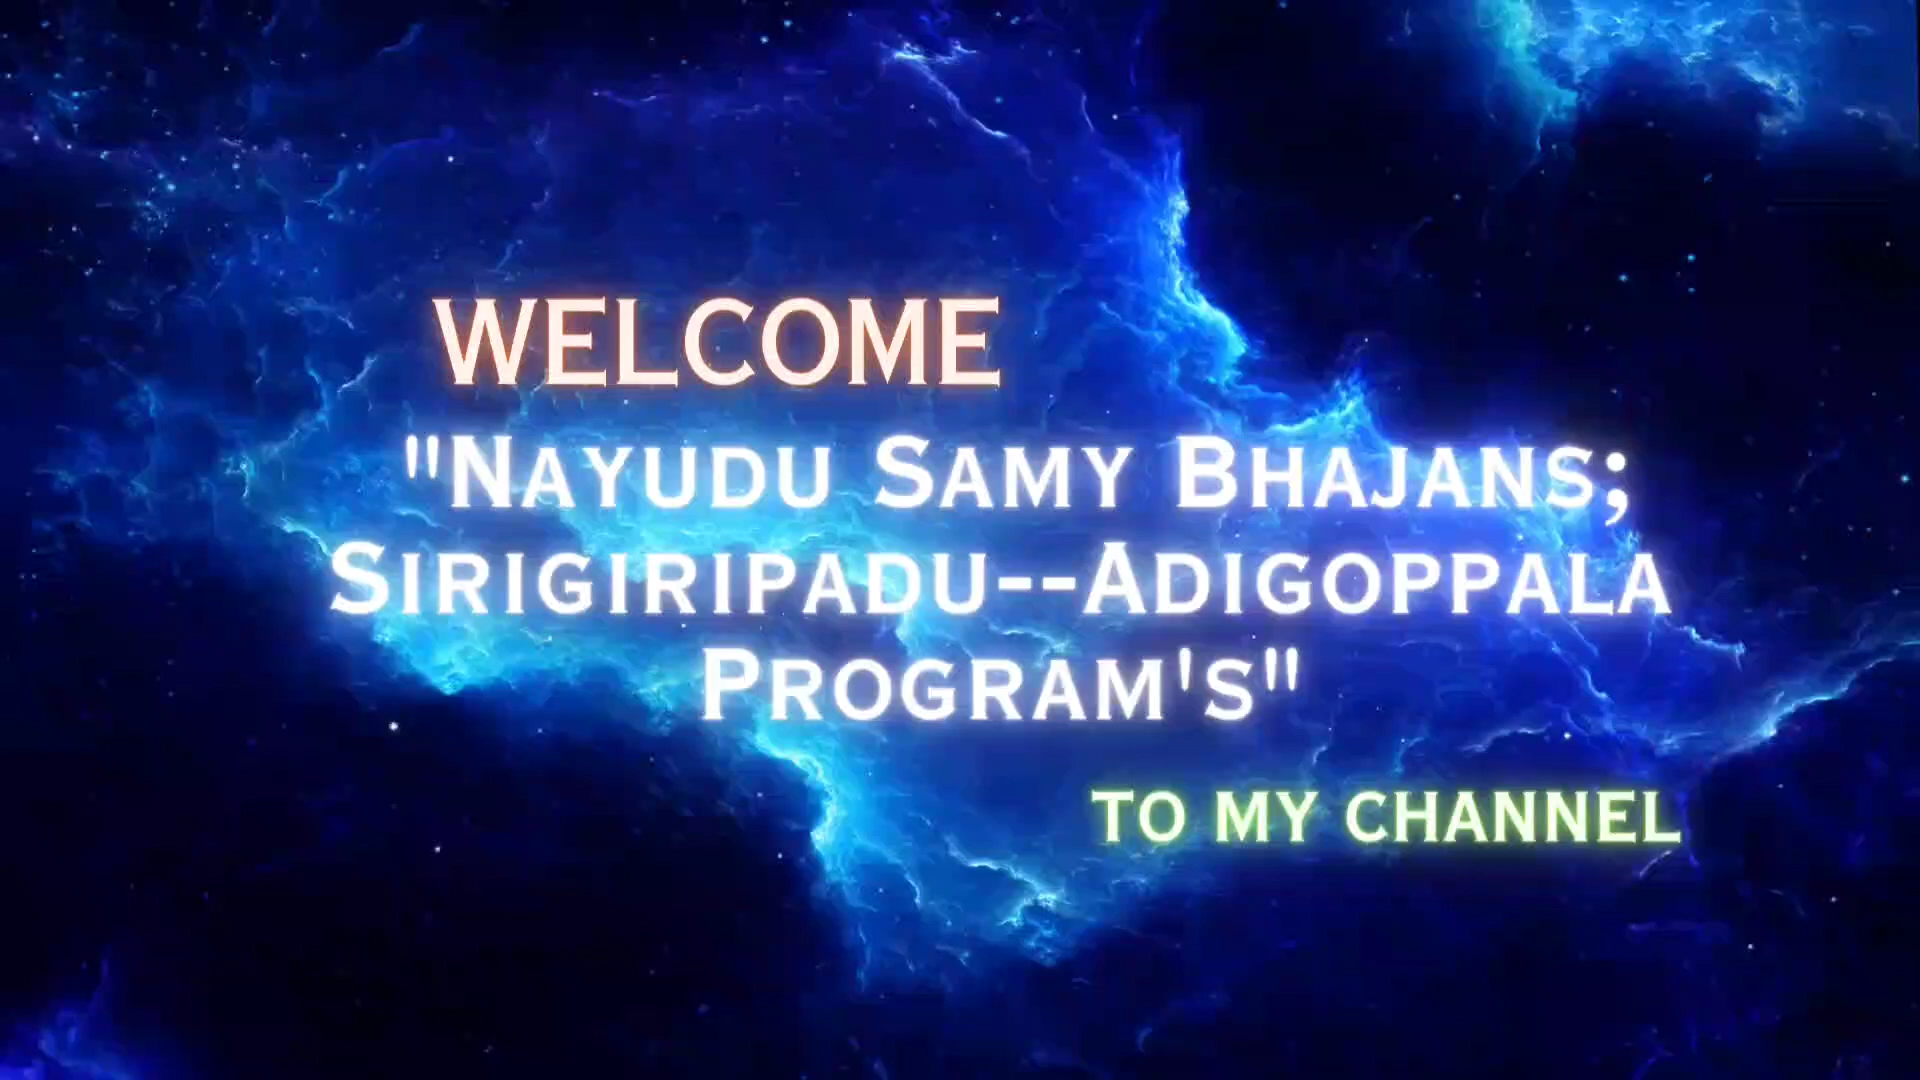 WELCOME
"NAYUDU SAMY BHAJANS;
SIRIGIRIPADU--ADIGOPPALA
PROGRAM'S"
TO MY CHANNEL